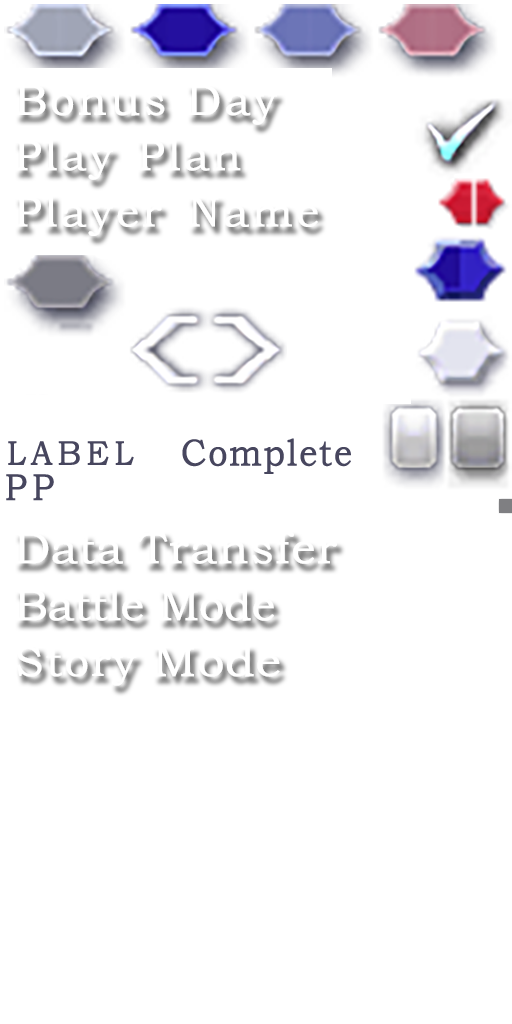 Bonus Day
Play Plan
Player Name
LABEL Complete
PP
Data Transfer
Battle Mode
Story Mode